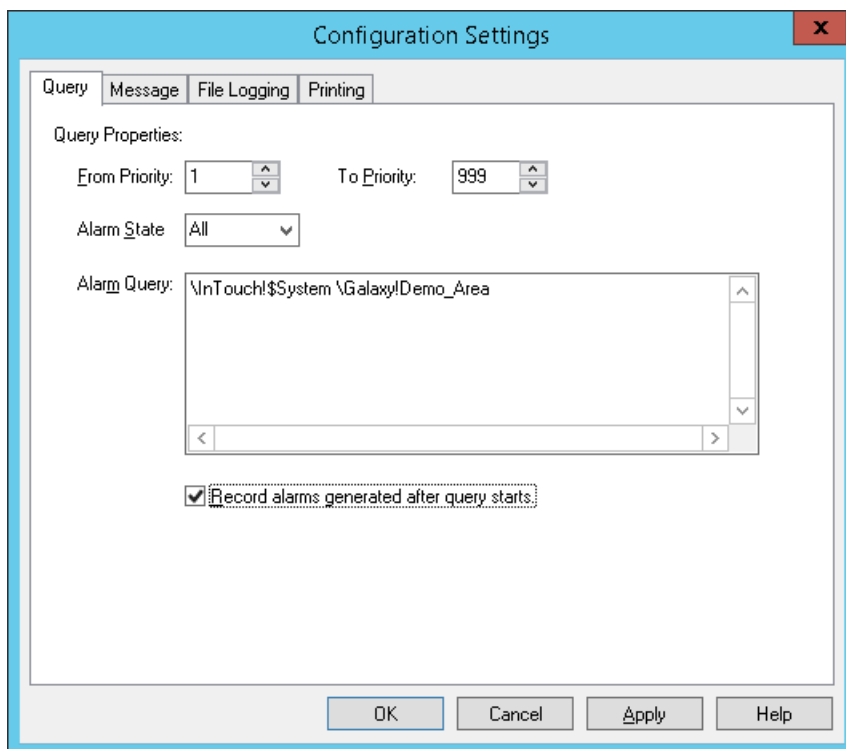 Configuration Settings
x
Query Message File Logging Printing
Query Properties:
From Priority: 1 To Priority: 999
Alarm State All
Alarm Query: \InTouch!$System \Galaxy!Demo_Area
Record alarms generated after query starts.
OK Cancel Apply Help